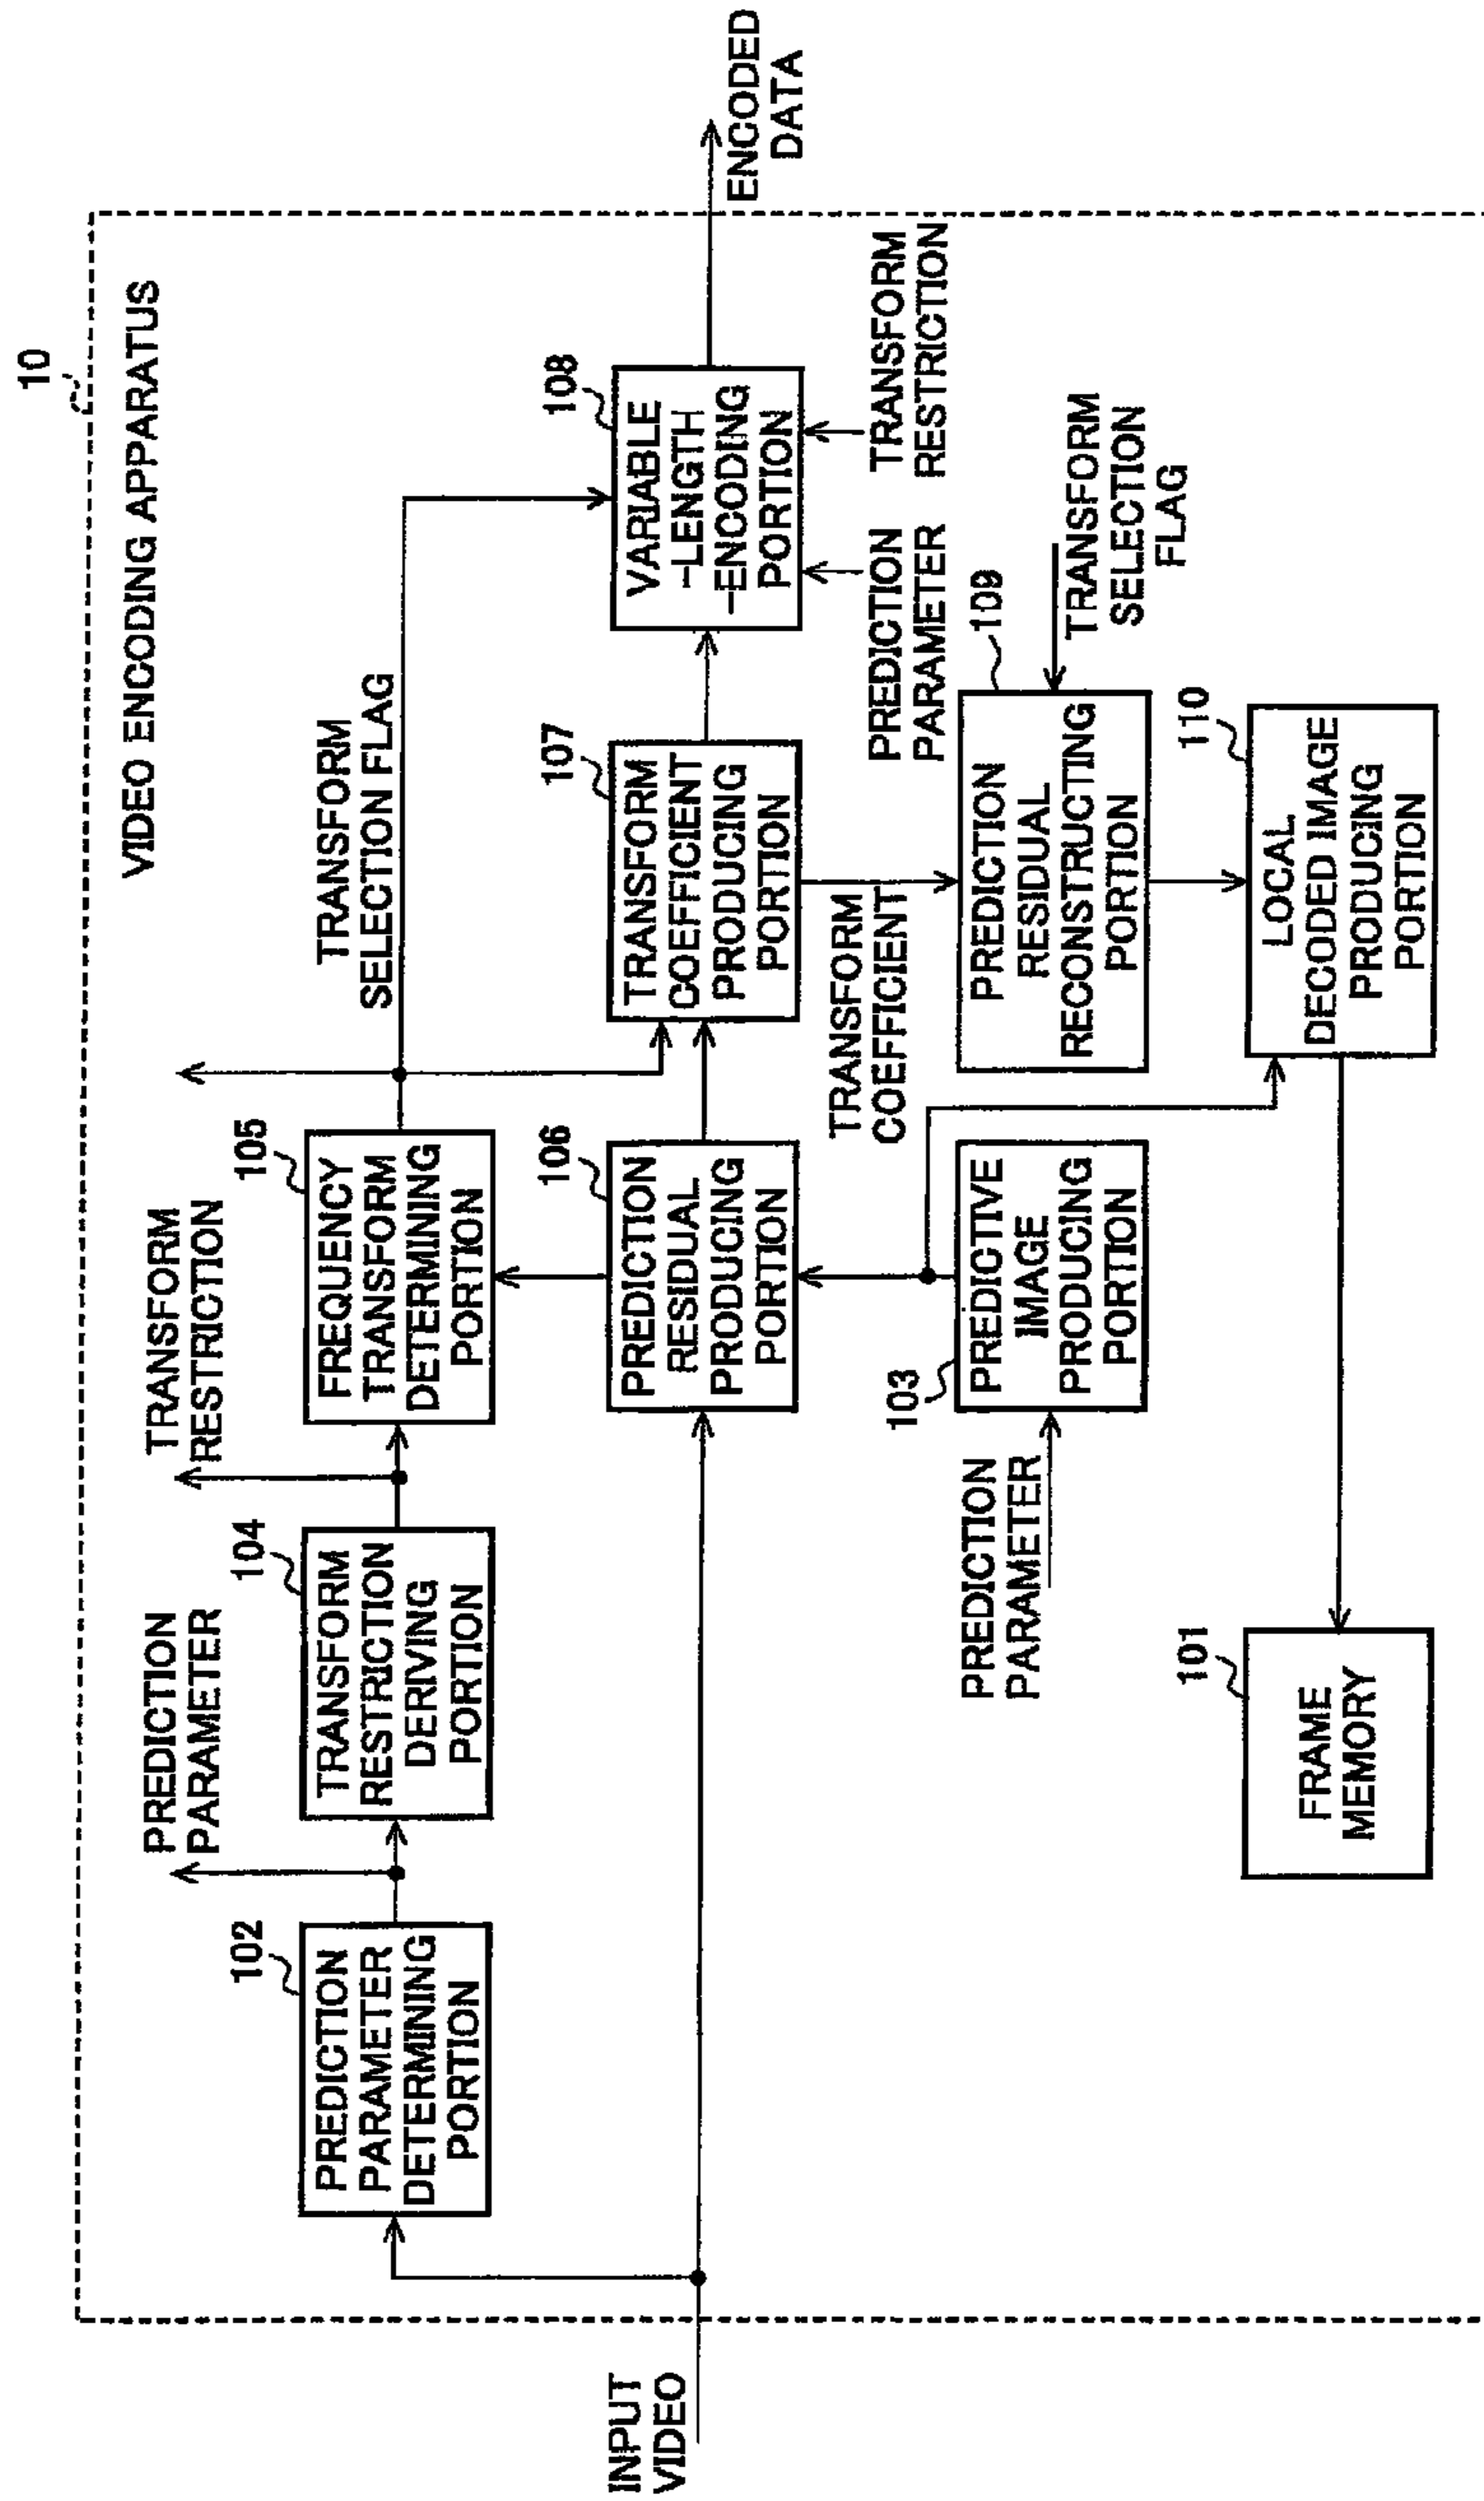 10
VIDEO ENCODING APPARATUS
PREDICTION
PARAMETER
TRANSFORM
RESTRICTION
TRANSFORM
SELECTION FLAG
102
PREDICTION
PARAMETER
DETERMINING
PORTION
104
TRANSFORM
RESTRICTION
DERIVING
PORTION
105
FREQUENCY
TRANSFORM
DETERMINING
PORTION
INPUT
VIDEO
106
PREDICTION
RESIDUAL
PRODUCING
PORTION
107
TRANSFORM
COEFFICIENT
PRODUCING
PORTION
108
VARIABLE
-LENGTH
-ENCODING
PORTION
ENCODED
DATA
TRANSFORM
COEFFICIENT
PREDICTION
PARAMETER
TRANSFORM
RESTRICTION
PREDICTION
PARAMETER
103
PREDICTIVE
IMAGE
PRODUCING
PORTION
109
PREDICTION
RESIDUAL
RECONSTRUCTING
PORTION
TRANSFORM
SELECTION
FLAG
101
FRAME
MEMORY
110
LOCAL
DECODED IMAGE
PRODUCING
PORTION